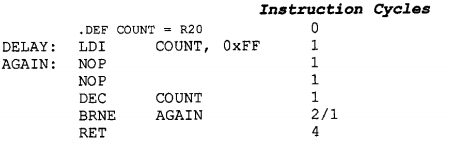 Instruction Cycles
.DEF COUNT = R20 0
DELAY: LDI COUNT, 0xFF 1
AGAIN: NOP 1
NOP 1
DEC COUNT 1
BRNE AGAIN 2/1
RET 4